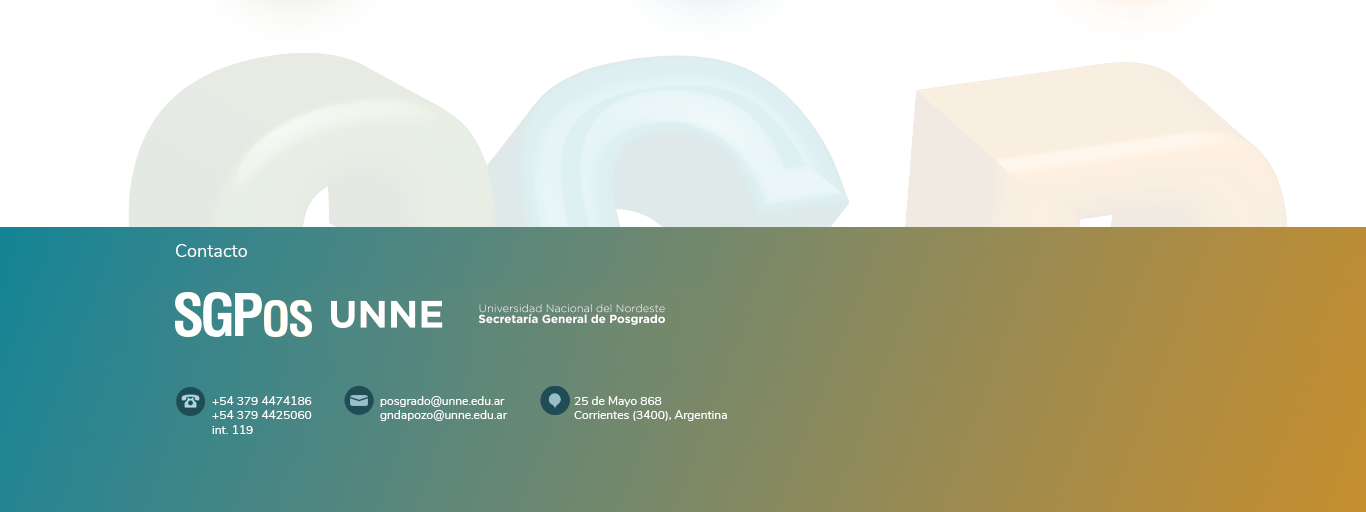 Contacto
SGPos UNNE
Universidad Nacional del Nordeste
Secretaría General de Posgrado
+54 379 4474186
+54 379 4425060
int. 119
posgrado@unne.edu.ar
gndapozo@unne.edu.ar
25 de Mayo 868
Corrientes (3400), Argentina